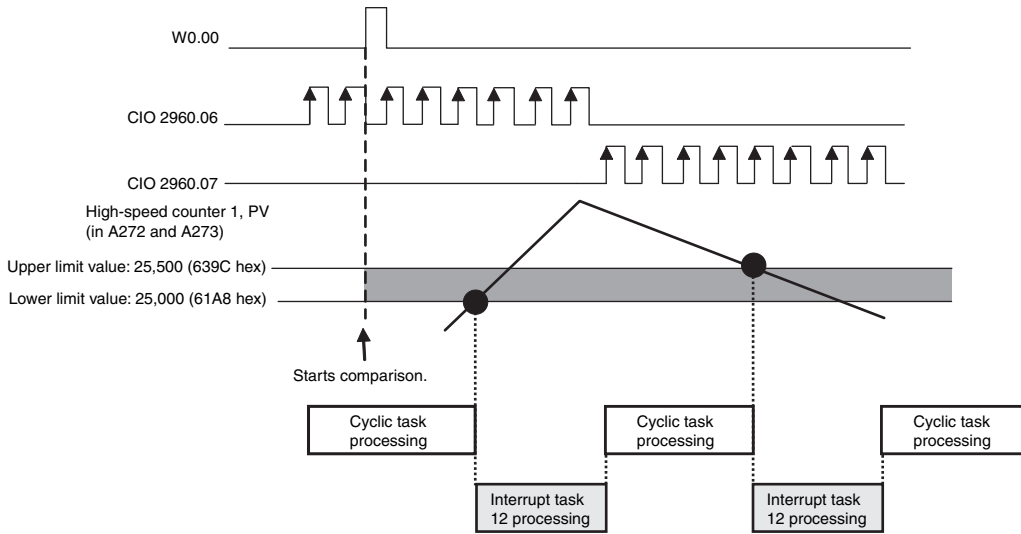 W0.00
CIO 2960.06
CIO 2960.07
High-speed counter 1, PV
(in A272 and A273)
Upper limit value: 25,500 (639C hex)
Lower limit value: 25,000 (61A8 hex)
Starts comparison.
Cyclic task
processing
Cyclic task
processing
Cyclic task
processing
Interrupt task
12 processing
Interrupt task
12 processing